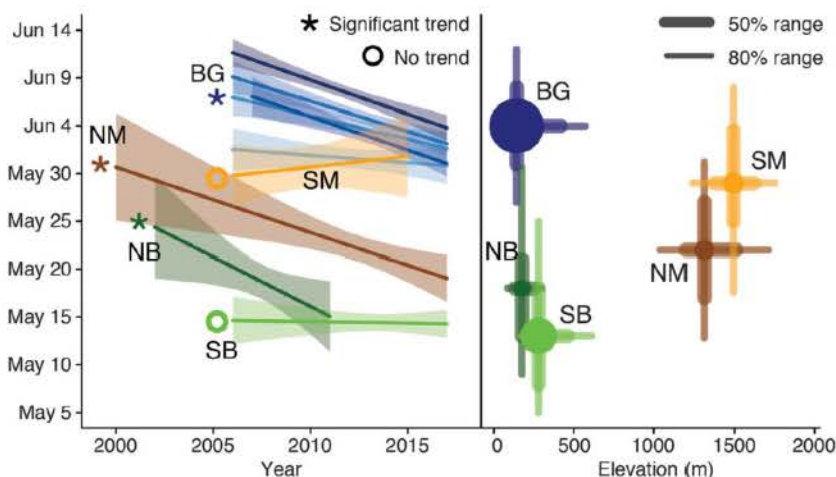 Jun 14
Jun 9
Jun 4
May 30
May 25
May 20
May 15
May 10
May 5
Significant trend
No trend
BG
NM
SM
NB
SB
2000
2005
2010
2015
Year
50% range
80% range
BG
SM
NB
NM
SB
0
500
1000
1500
2000
Elevation (m)